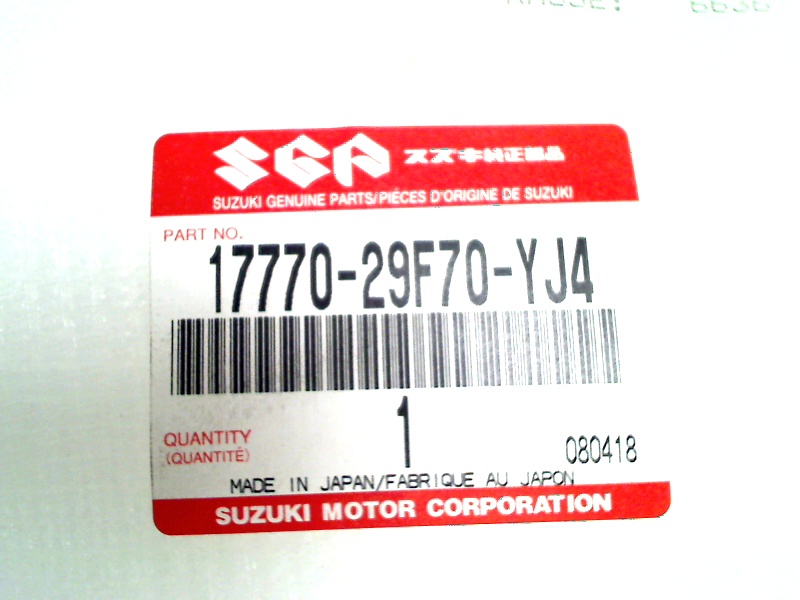 SGP スズキ純正部品
SUZUKI GENUINE PARTS/PIÉCES D'ORIGINE DE SUZUKI
PART NO.
17770-29F70-YJ4
QUANTITY
(QUANTITÉ)
1
080418
MADE IN JAPAN/FABRIQUE AU JAPON
SUZUKI MOTOR CORPORATION